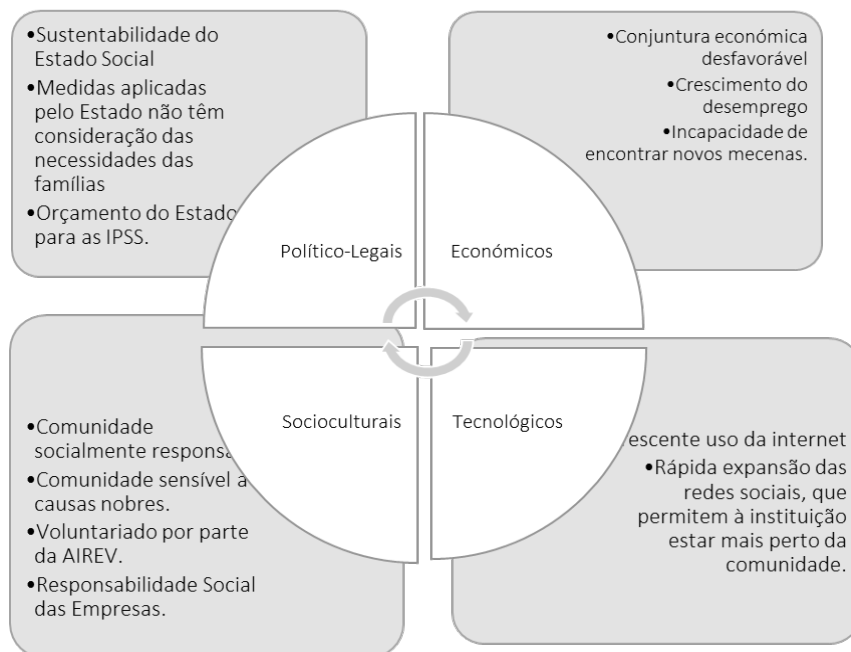 •Sustentabilidade do
Estado Social
•Medidas aplicadas
pelo Estado não têm
consideração das
necessidades das
famílias
•Orçamento do Estado
para as IPSS.
•Conjuntura económica
desfavorável
•Crescimento do
desemprego
•Incapacidade de
encontrar novos mecenas.
Político-Legais
Económicos
Socioculturais
Tecnológicos
•Comunidade
socialmente
•Comunidade sensível a
causas nobres.
•Voluntariado por parte
da AIREV.
•Responsabilidade Social
das Empresas.
uso da internet
•Rápida expansão das
redes sociais, que
permitem à instituição
estar mais perto da
comunidade.